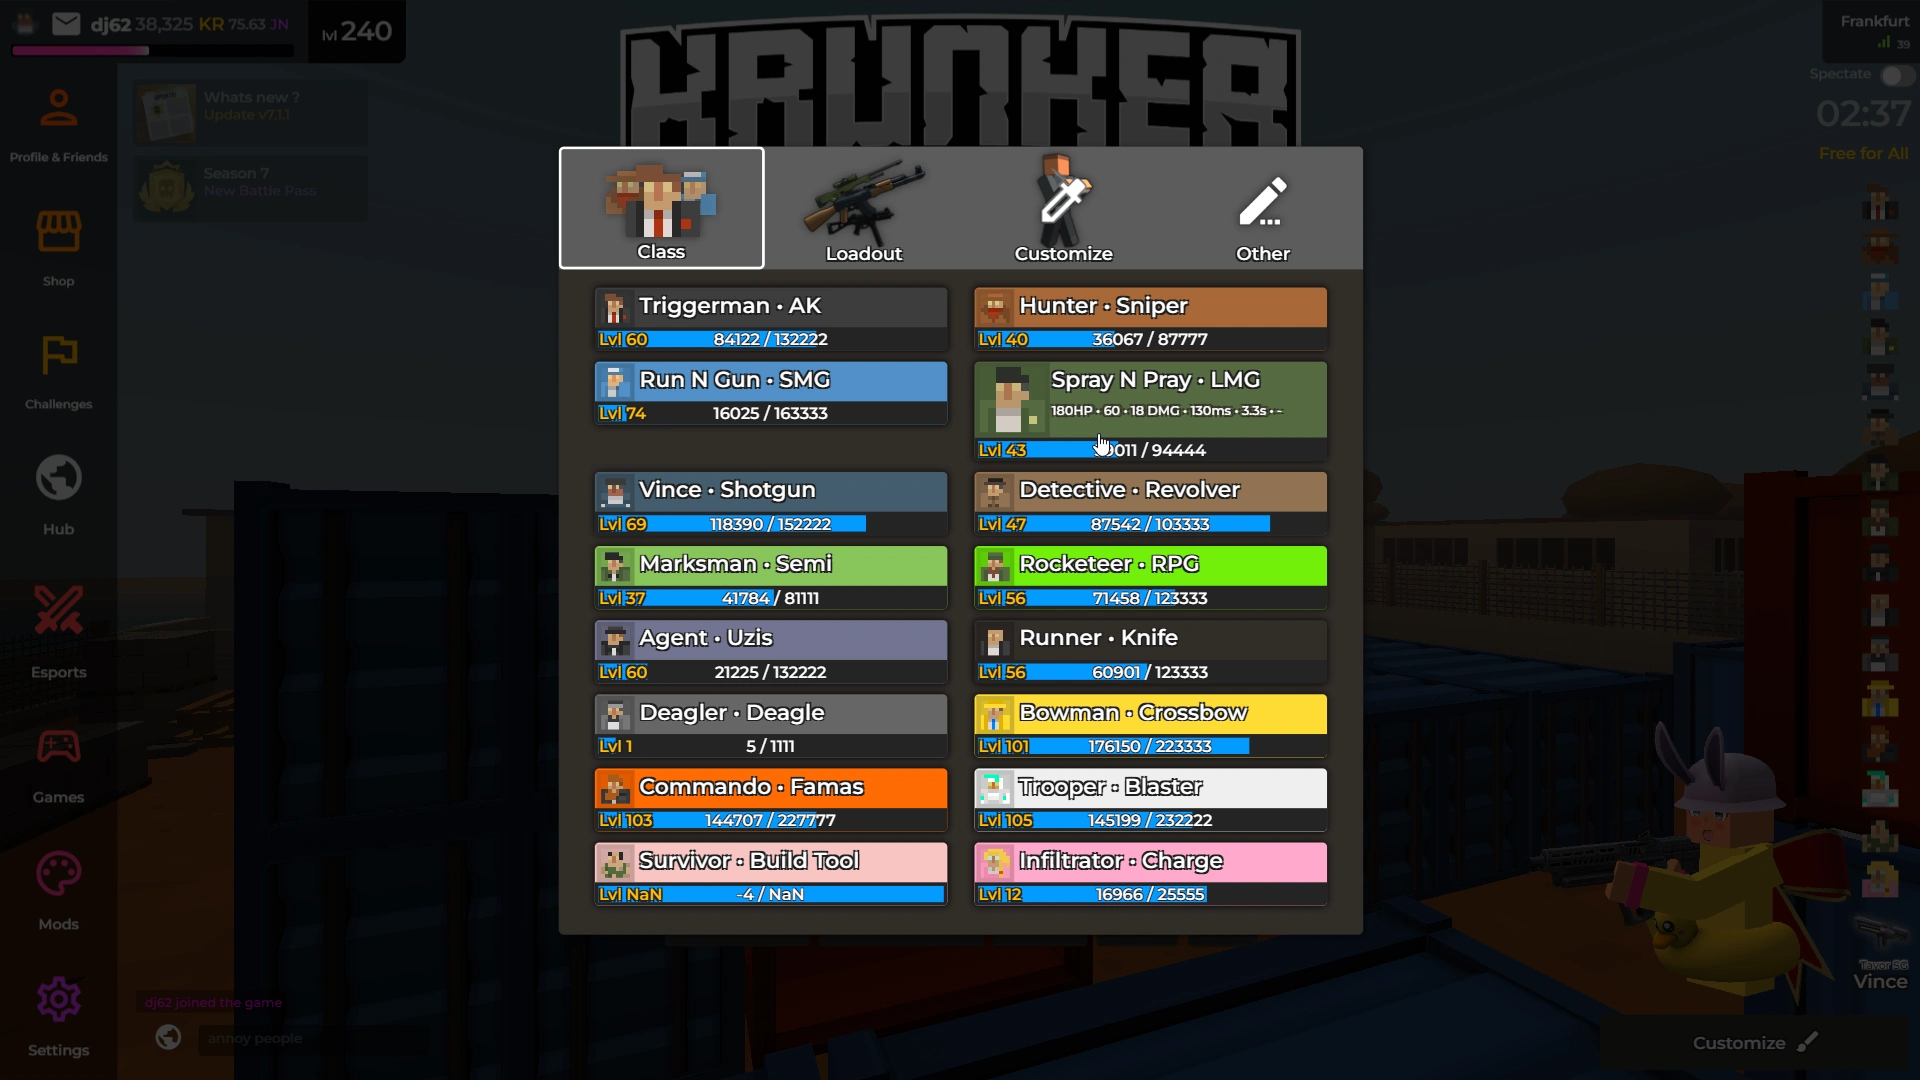 dj62 38,325 KR 75.63 JN
lvl 240
KRUNKER
Frankfurt
39
Spectate
02:37
Free for All
Profile & Friends
Whats new ?
Update v7.1.1
Season 7
New Battle Pass
Shop
Challenges
Hub
Esports
Games
Mods
Settings
Class
Loadout
Customize
Other
Triggerman • AK
Lvl 60 84122 / 132222
Hunter • Sniper
Lvl 40 36067 / 87777
Run N Gun • SMG
Lvl 74 16025 / 163333
Spray N Pray • LMG
180HP • 60 • 18 DMG • 130ms • 3.3s • -
Lvl 43 / 94444
Vince • Shotgun
Lvl 69 118390 / 152222
Detective • Revolver
Lvl 47 87542 / 103333
Marksman • Semi
Lvl 37 41784 / 81111
Rocketeer • RPG
Lvl 56 71458 / 123333
Agent • Uzis
Lvl 60 21225 / 132222
Runner • Knife
Lvl 56 60901 / 123333
Deagler • Deagle
Lvl 1 5 / 1111
Bowman • Crossbow
Lvl 101 176150 / 223333
Commando • Famas
Lvl 103 144707 / 227777
Trooper • Blaster
Lvl 105 145199 / 232222
Survivor • Build Tool
Lvl NaN -4 / NaN
Infiltrator • Charge
Lvl 12 16966 / 25555
dj62 joined the game
annoy people
Tavor SG
Vince
Customize